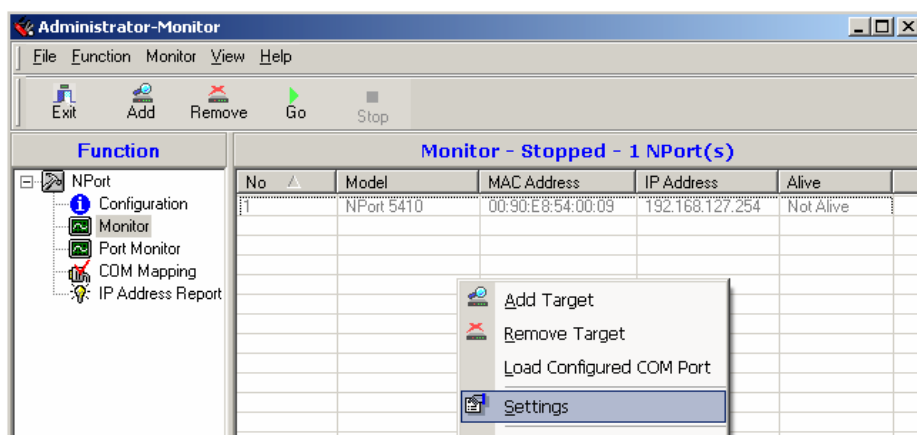 Administrator-Monitor
File Function Monitor View Help
Exit Add Remove Go Stop
Function
Monitor - Stopped - 1 NPort(s)
NPort
Configuration
Monitor
Port Monitor
COM Mapping
IP Address Report
No Model MAC Address IP Address Alive
1 NPort 5410 00:90:E8:54:00:09 192.168.127.254 Not Alive
Add Target
Remove Target
Load Configured COM Port
Settings